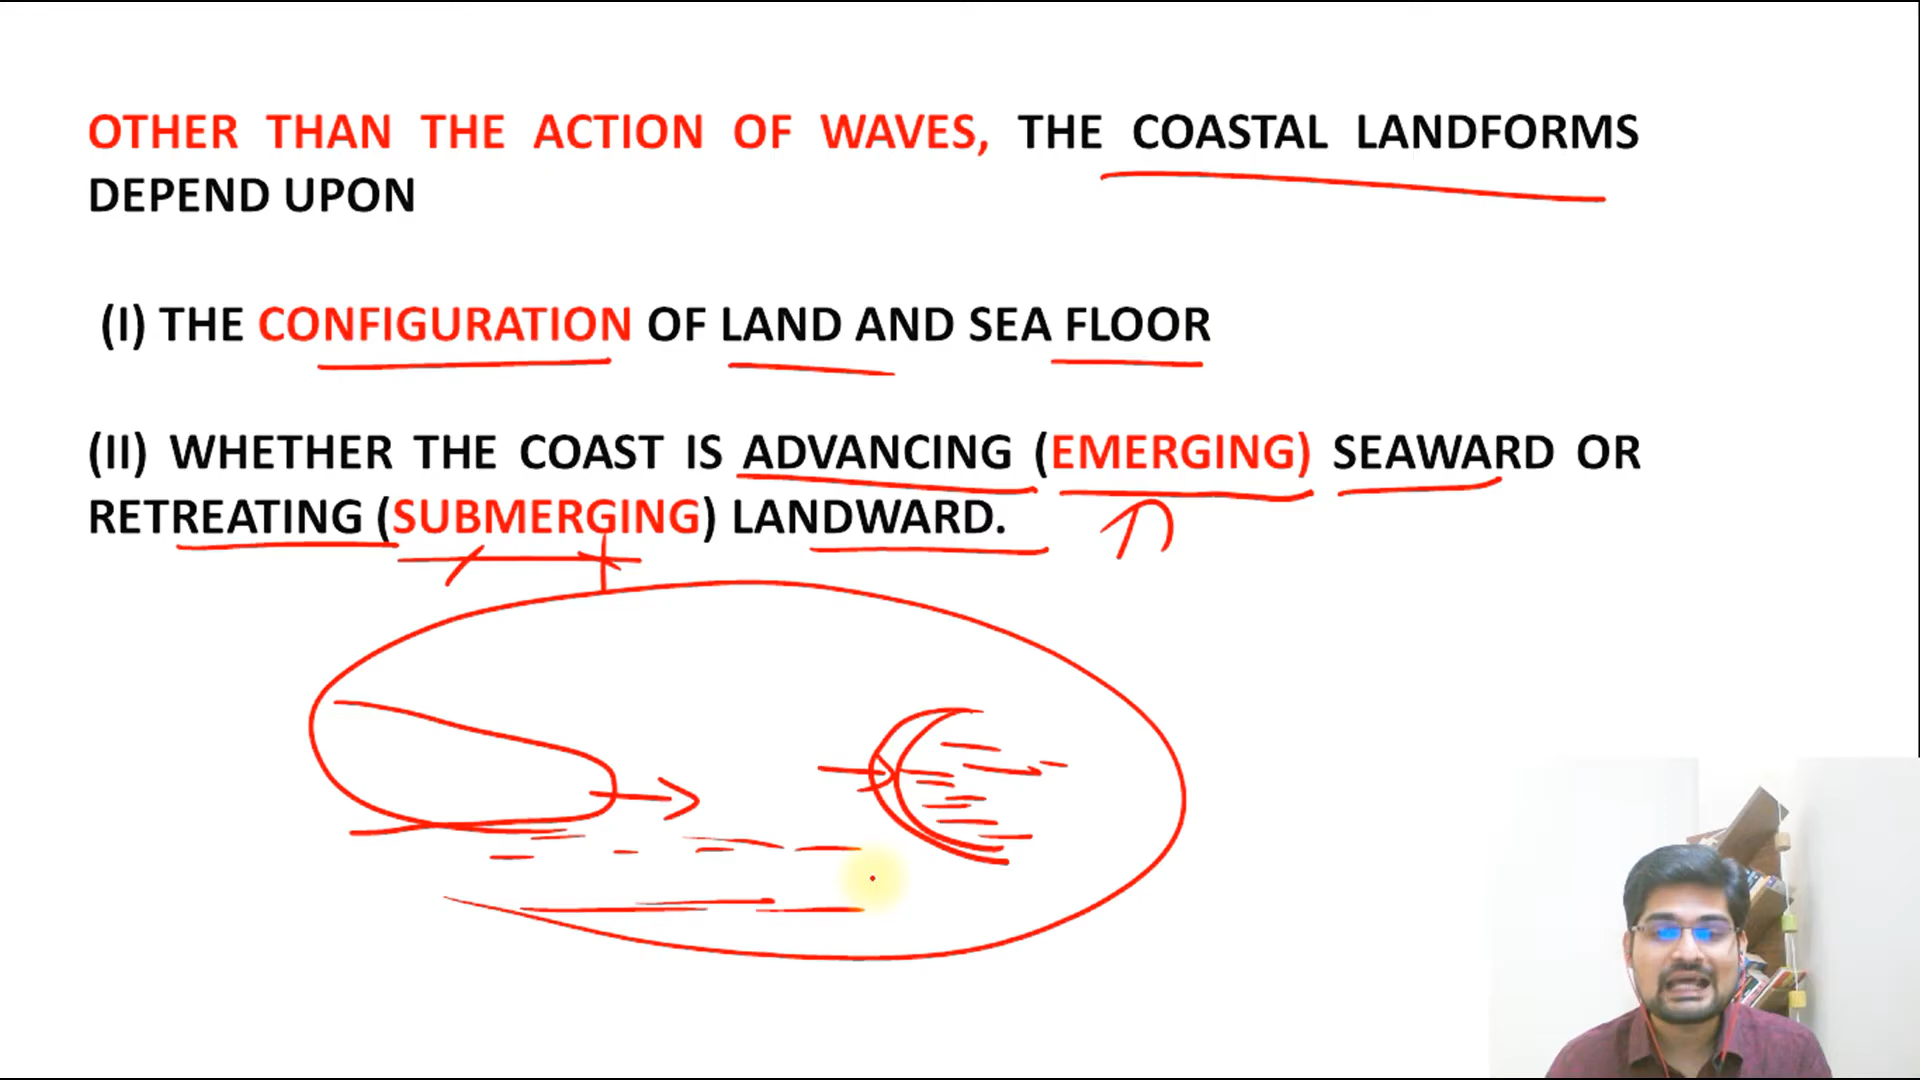 OTHER THAN THE ACTION OF WAVES, THE COASTAL LANDFORMS
DEPEND UPON
(I) THE CONFIGURATION OF LAND AND SEA FLOOR
(II) WHETHER THE COAST IS ADVANCING (EMERGING) SEAWARD OR
RETREATING (SUBMERGING) LANDWARD.